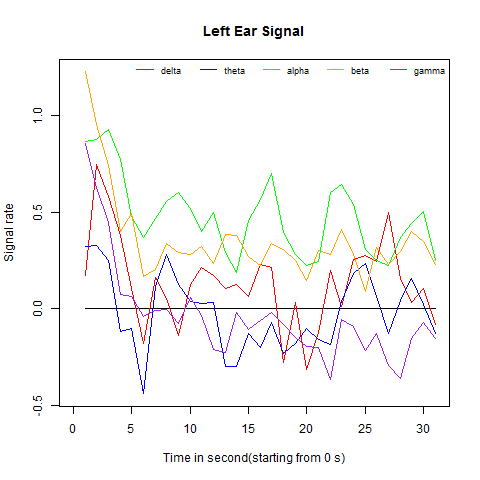 Left Ear Signal
delta theta alpha beta gamma
Signal rate
1.0
0.5
0.0
-0.5
0 5 10 15 20 25 30
Time in second(starting from 0 s)